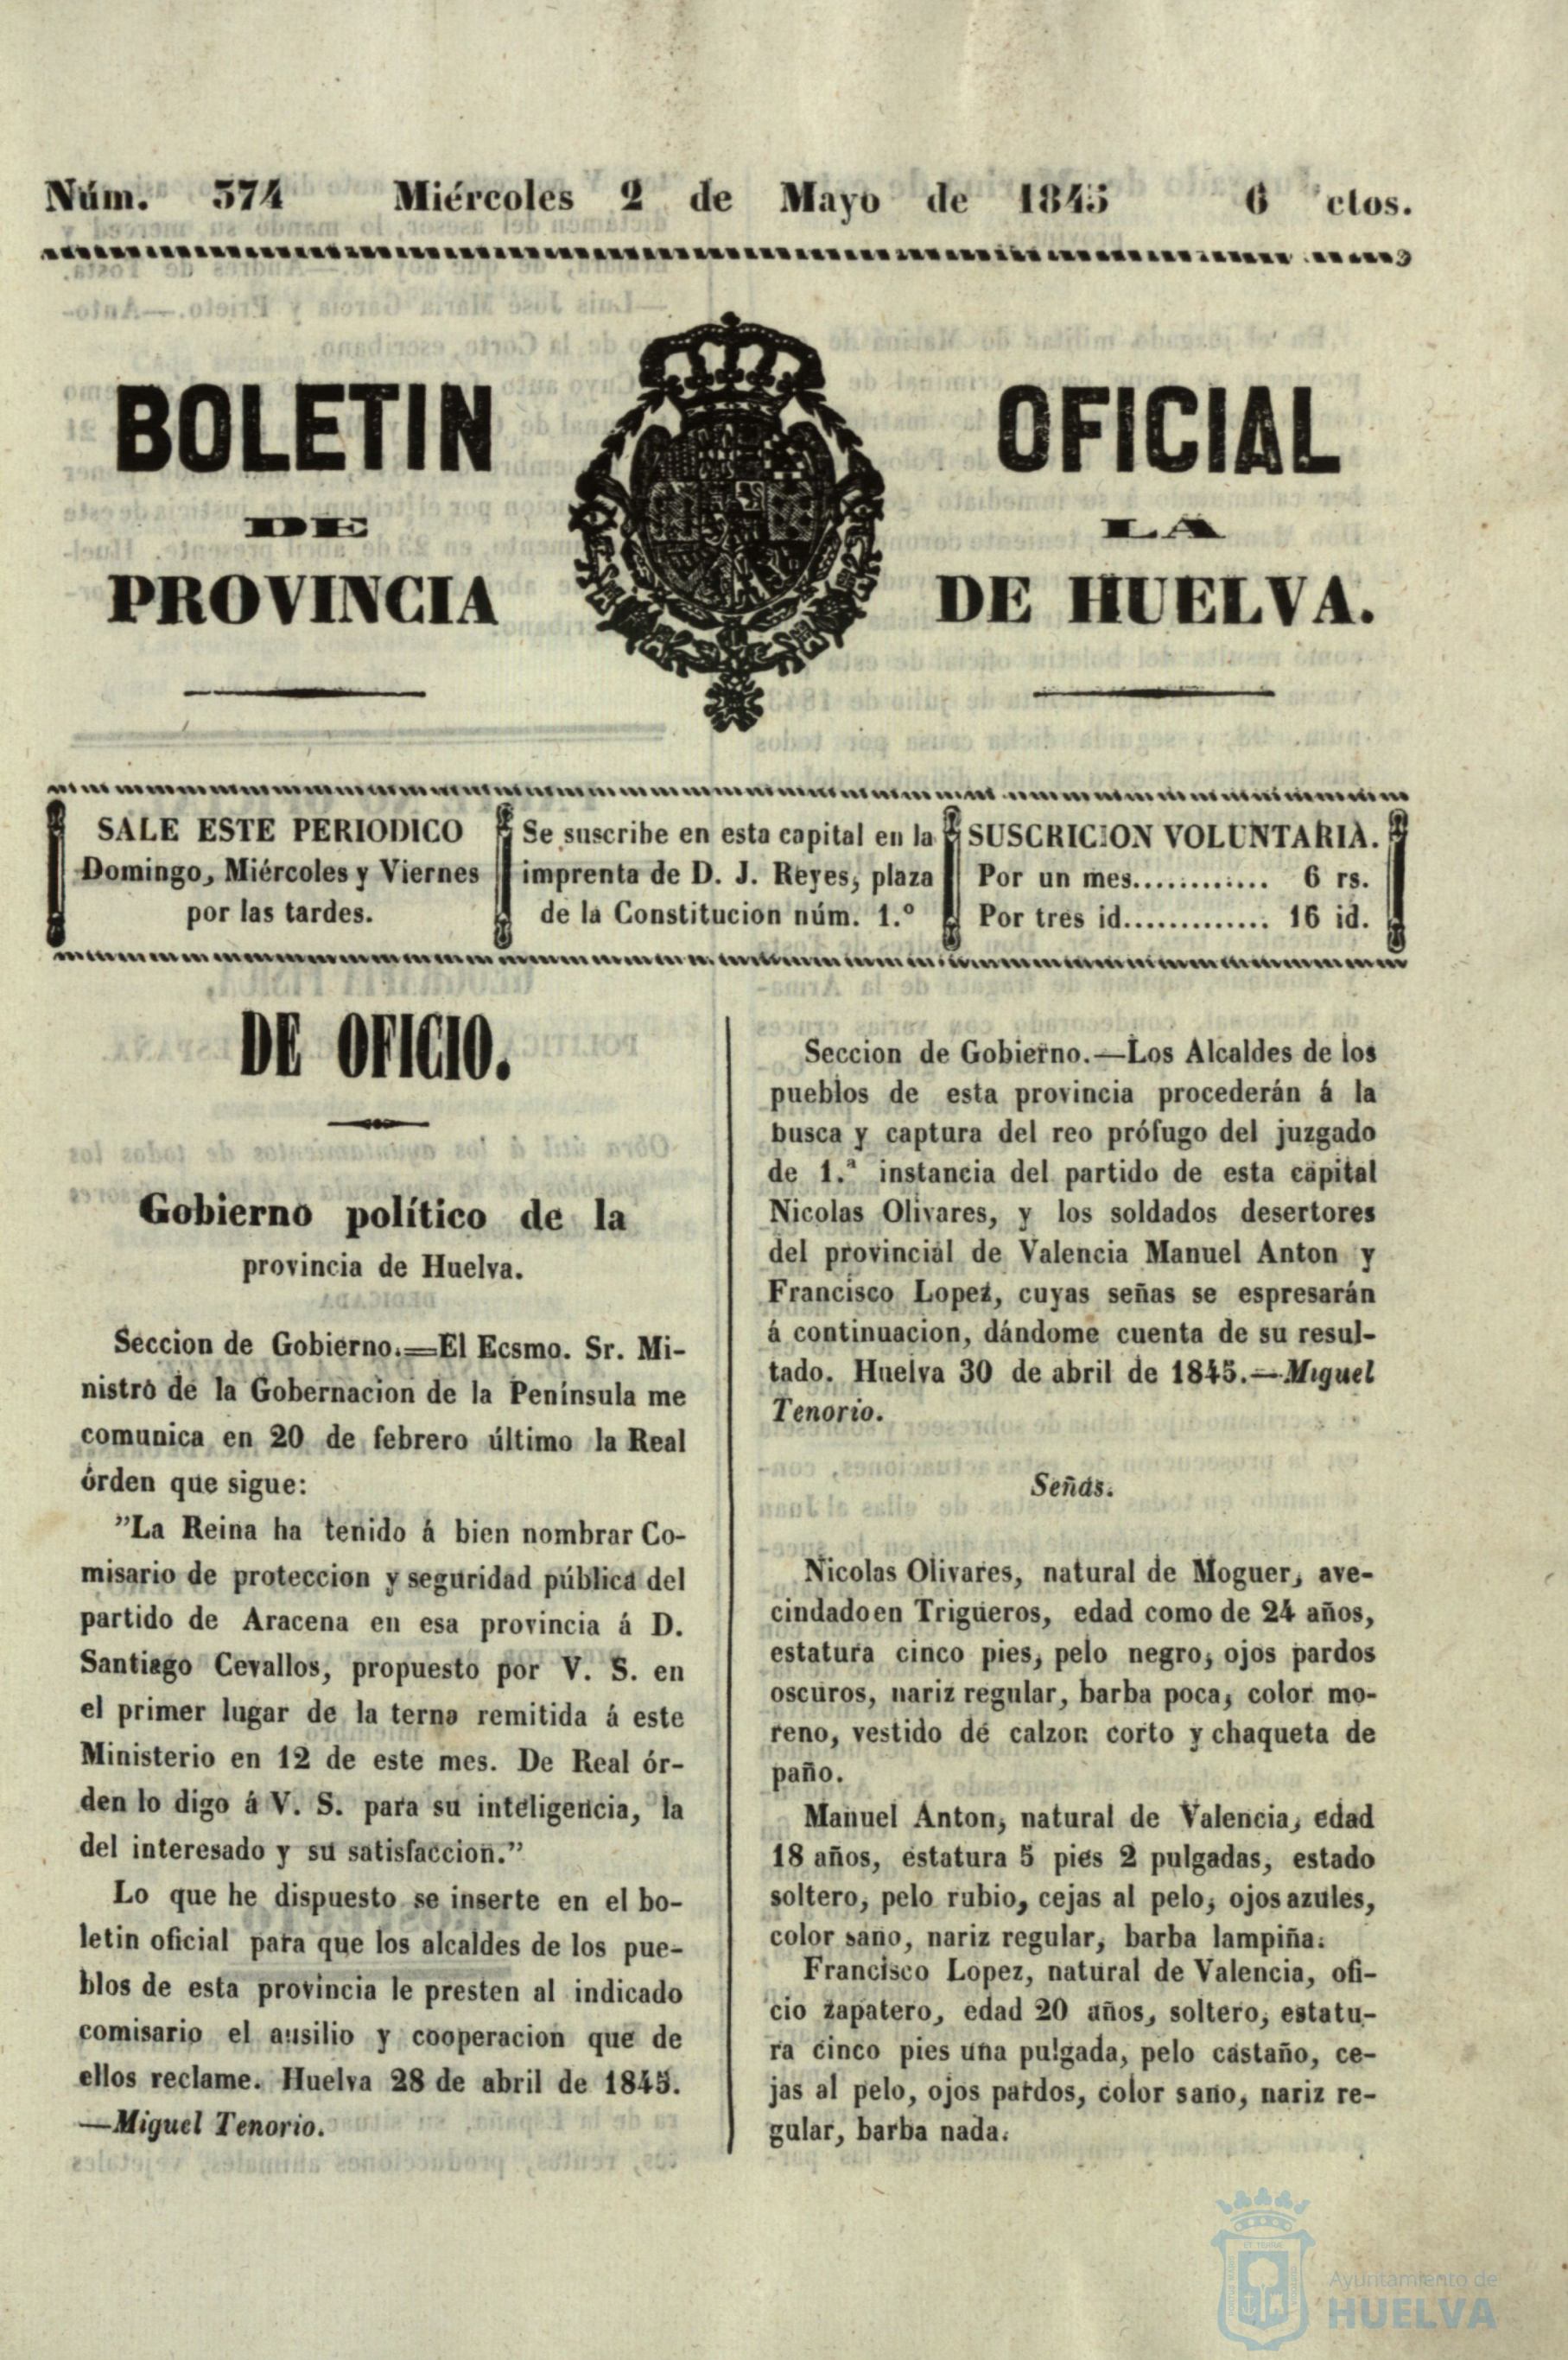 Núm. 374 Miércoles 2 de Mayo de 1845 6 ctos.
BOLETIN OFICIAL
DE LA
PROVINCIA DE HUELVA.
SALE ESTE PERIODICO
Domingo, Miércoles y Viernes
por las tardes.
Se suscribe en esta capital en la
imprenta de D. J. Reyes, plaza
de la Constitucion núm. 1.º
SUSCRICION VOLUNTARIA.
Por un mes............ 6 rs.
Por tres id............. 16 id.
DE OFICIO.
Gobierno político de la
provincia de Huelva.
Seccion de Gobierno.=El Ecsmo. Sr. Mi-
nistro de la Gobernacion de la Península me
comunica en 20 de febrero último la Real
órden que sigue:
"La Reina ha tenido á bien nombrar Co-
misario de proteccion y seguridad pública del
partido de Aracena en esa provincia á D.
Santiago Cevallos, propuesto por V. S. en
el primer lugar de la terna remitida á este
Ministerio en 12 de este mes. De Real ór-
den lo digo á V. S. para su inteligencia, la
del interesado y su satisfaccion."
Lo que he dispuesto se inserte en el bo-
letin oficial para que los alcaldes de los pue-
blos de esta provincia le presten al indicado
comisario el ausilio y cooperacion que de
ellos reclame. Huelva 28 de abril de 1845.
—Miguel Tenorio.
Seccion de Gobierno.—Los Alcaldes de los
pueblos de esta provincia procederán á la
busca y captura del reo prófugo del juzgado
de 1.ª instancia del partido de esta capital
Nicolas Olivares, y los soldados desertores
del provincial de Valencia Manuel Anton y
Francisco Lopez, cuyas señas se espresarán
á continuacion, dándome cuenta de su resul-
tado. Huelva 30 de abril de 1845.—Miguel
Tenorio.
Señas.
Nicolas Olivares, natural de Moguer, ave-
cindado en Trigueros, edad como de 24 años,
estatura cinco pies, pelo negro, ojos pardos
oscuros, nariz regular, barba poca, color mo-
reno, vestido de calzon corto y chaqueta de
paño.
Manuel Anton, natural de Valencia, edad
18 años, estatura 5 pies 2 pulgadas, estado
soltero, pelo rubio, cejas al pelo, ojos azules,
color sano, nariz regular, barba lampiña.
Francisco Lopez, natural de Valencia, ofi-
cio zapatero, edad 20 años, soltero, estatu-
ra cinco pies una pulgada, pelo castaño, ce-
jas al pelo, ojos pardos, color sano, nariz re-
gular, barba nada.
Ayuntamiento de
HUELVA